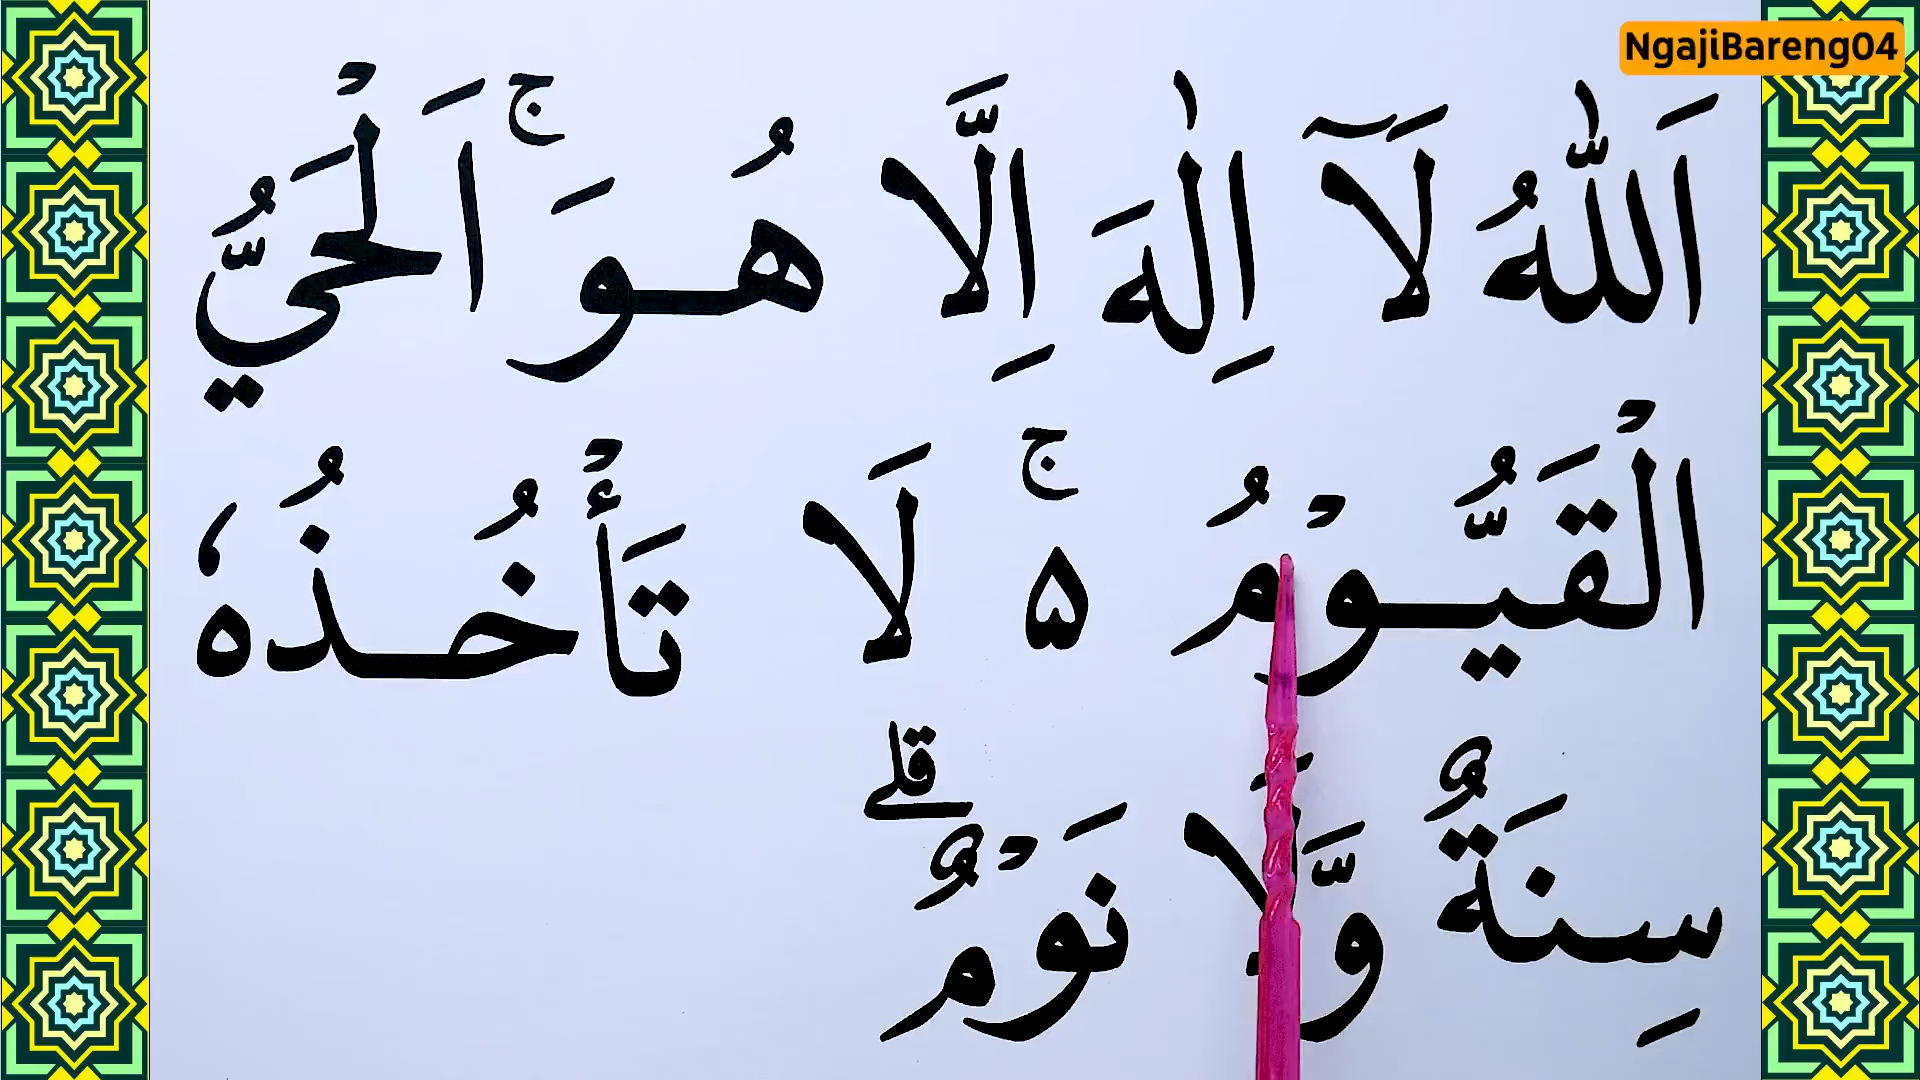 NgajiBareng04
اَللّٰهُ لَآ اِلٰهَ اِلَّا هُوَ ۚ اَلْحَيُّ
الْقَيُّوْمُ ۵ ۚ لَا تَأْخُذُهٗ
سِنَةٌ وَّلَا نَوْمٌ ۗ